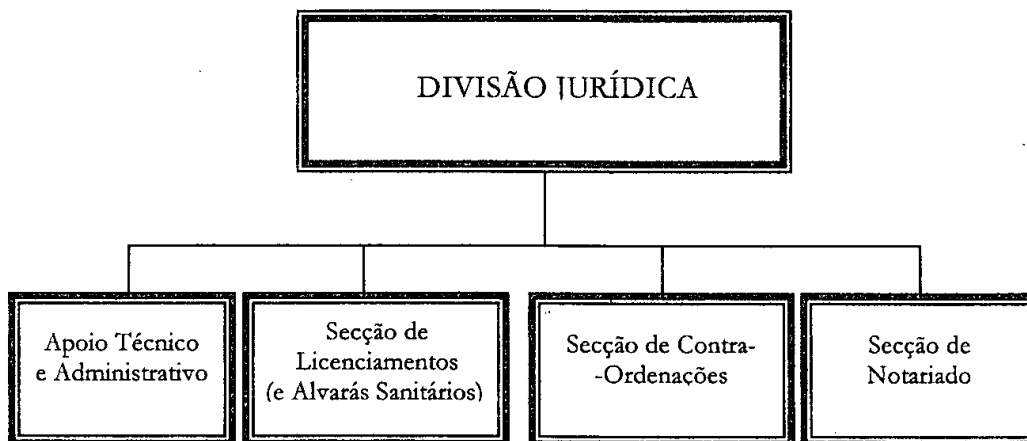 DIVISÃO JURÍDICA
Apoio Técnico
e Administrativo
Secção de
Licenciamentos
(e Alvarás Sanitários)
Secção de Contra-
-Ordenações
Secção de
Notariado